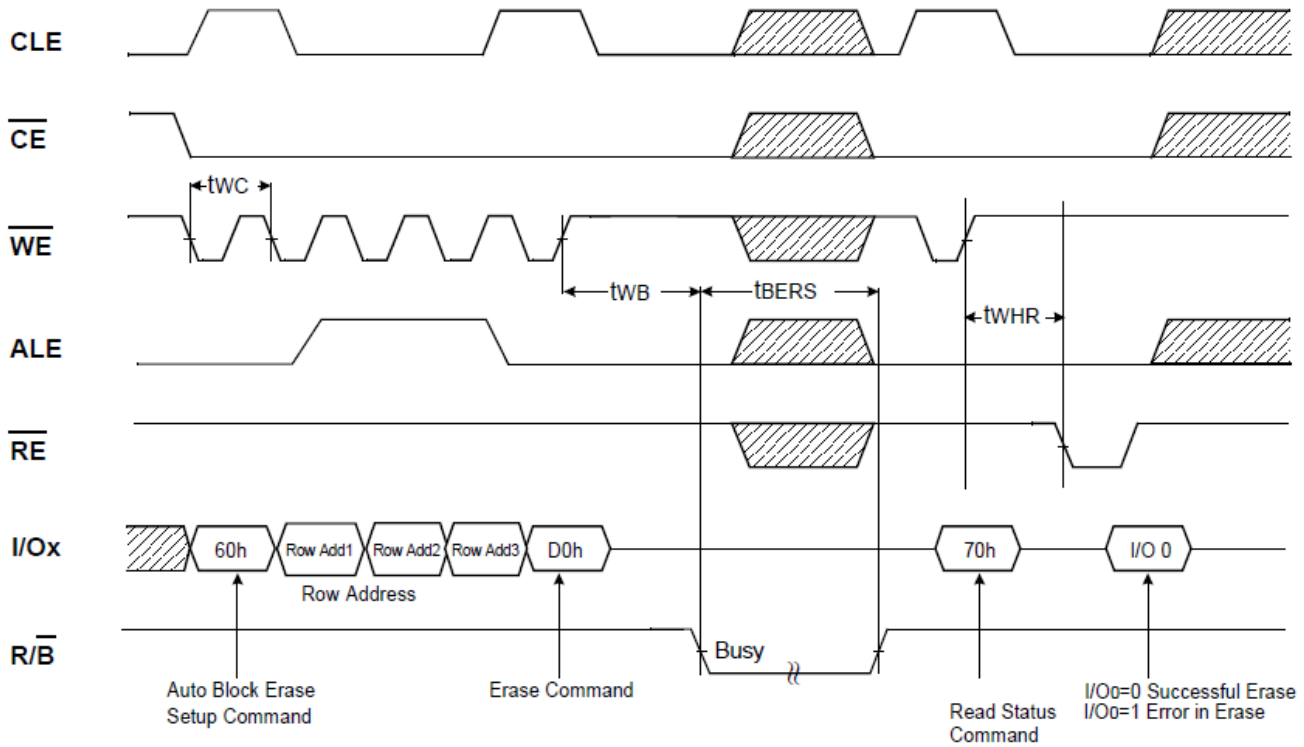 CLE
CE
tWC
WE
tWB
tBERS
tWHR
ALE
RE
I/Ox
60h
Row Add1
Row Add2
Row Add3
D0h
70h
I/O 0
Row Address
R/B
Busy
Auto Block Erase
Setup Command
Erase Command
Read Status
Command
I/O0=0 Successful Erase
I/O0=1 Error in Erase